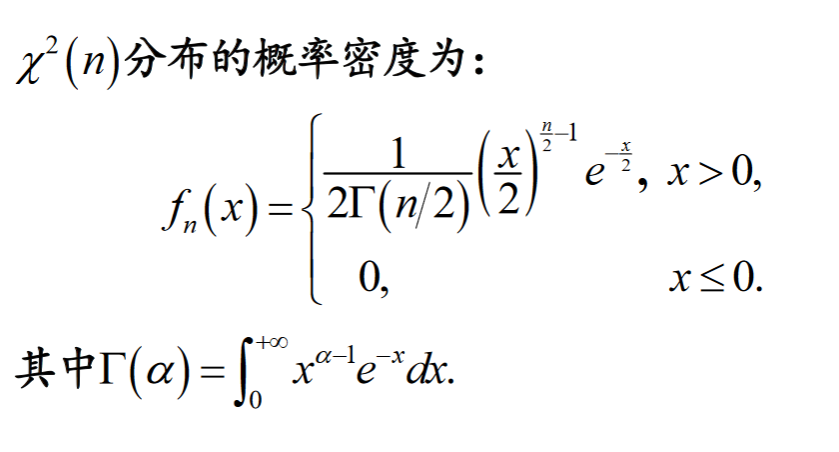 χ²(n)分布的概率密度为：
fₙ(x) = { 1/(2Γ(n/2)) (x/2)^(n/2−1) e^(−x/2), x > 0,
0, x ≤ 0.
其中Γ(α) = ∫₀^(+∞) x^(α−1) e^(−x) dx.